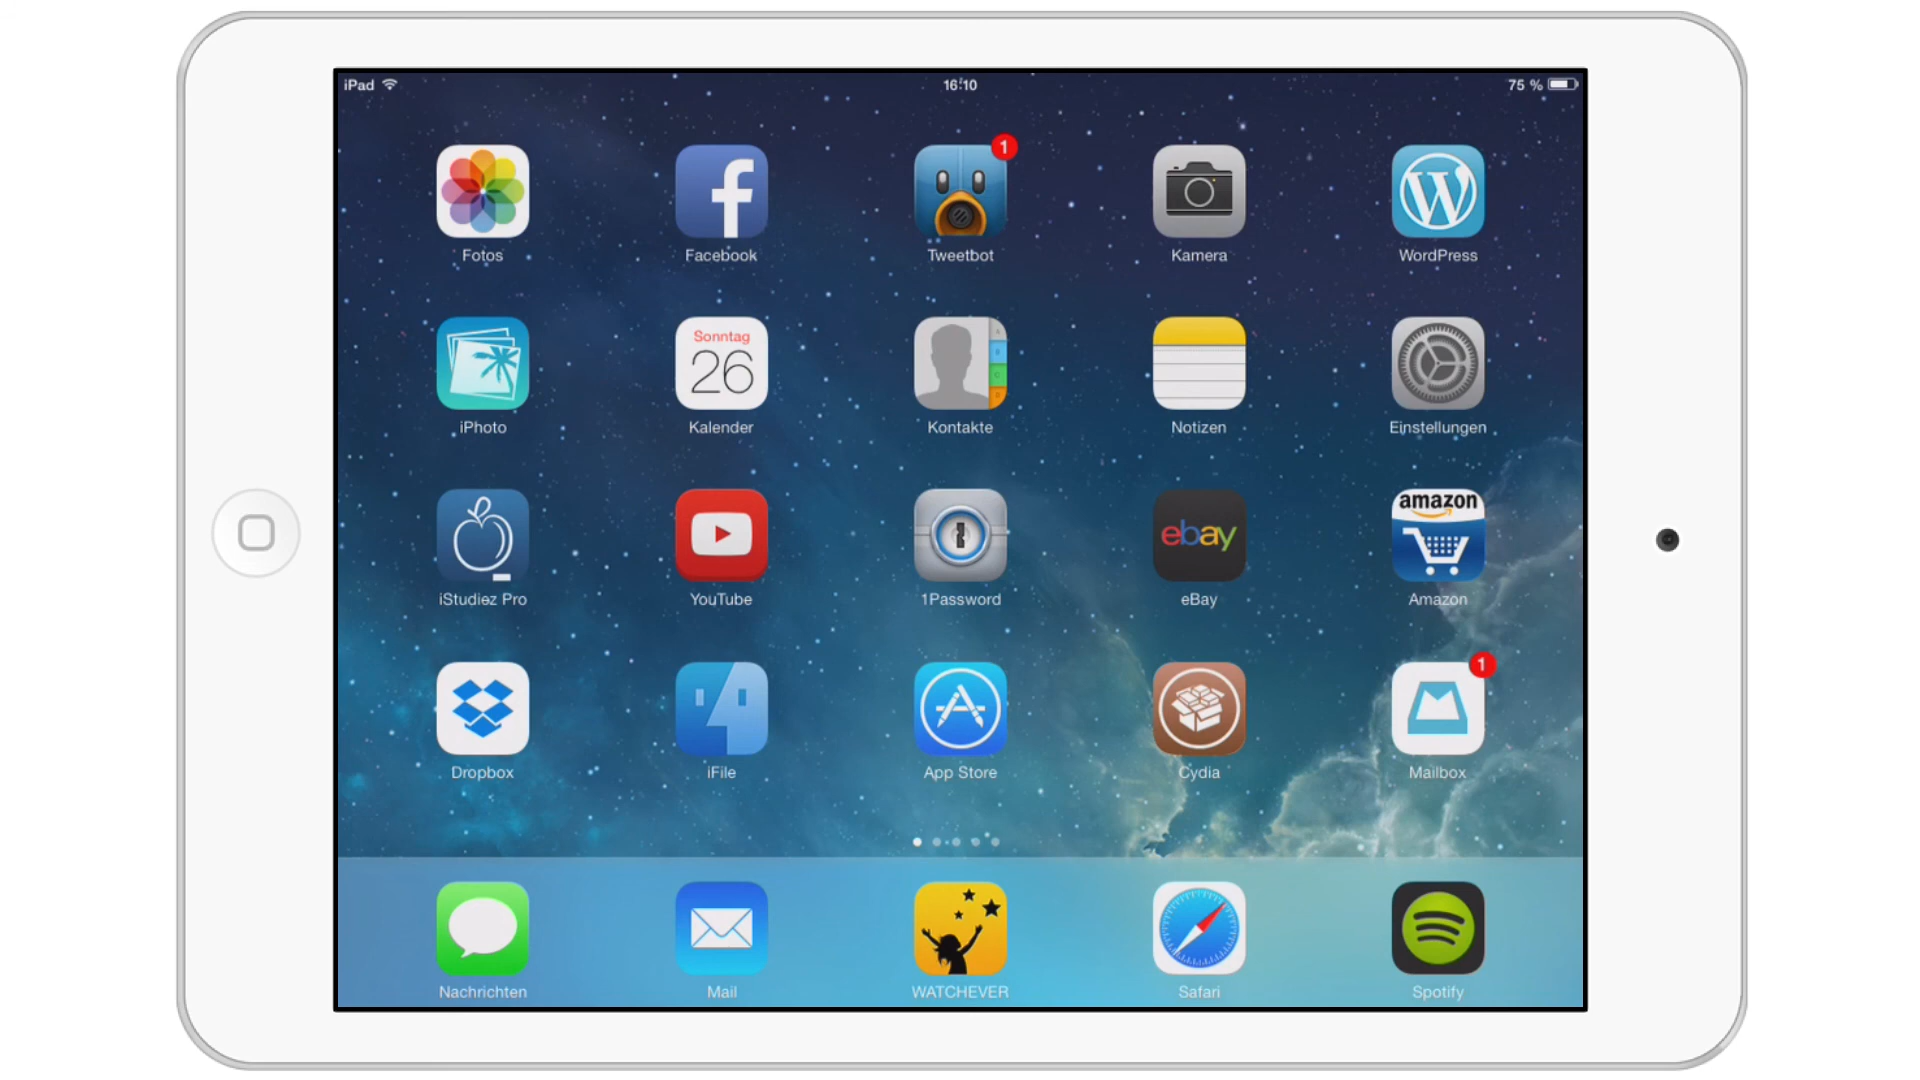 iPad 16:10 75 %
1
Fotos Facebook Tweetbot Kamera WordPress
Sonntag
26
iPhoto Kalender Kontakte Notizen Einstellungen
ebay amazon
iStudiez Pro YouTube 1Password eBay Amazon
1
Dropbox iFile App Store Cydia Mailbox
Nachrichten Mail WATCHEVER Safari Spotify